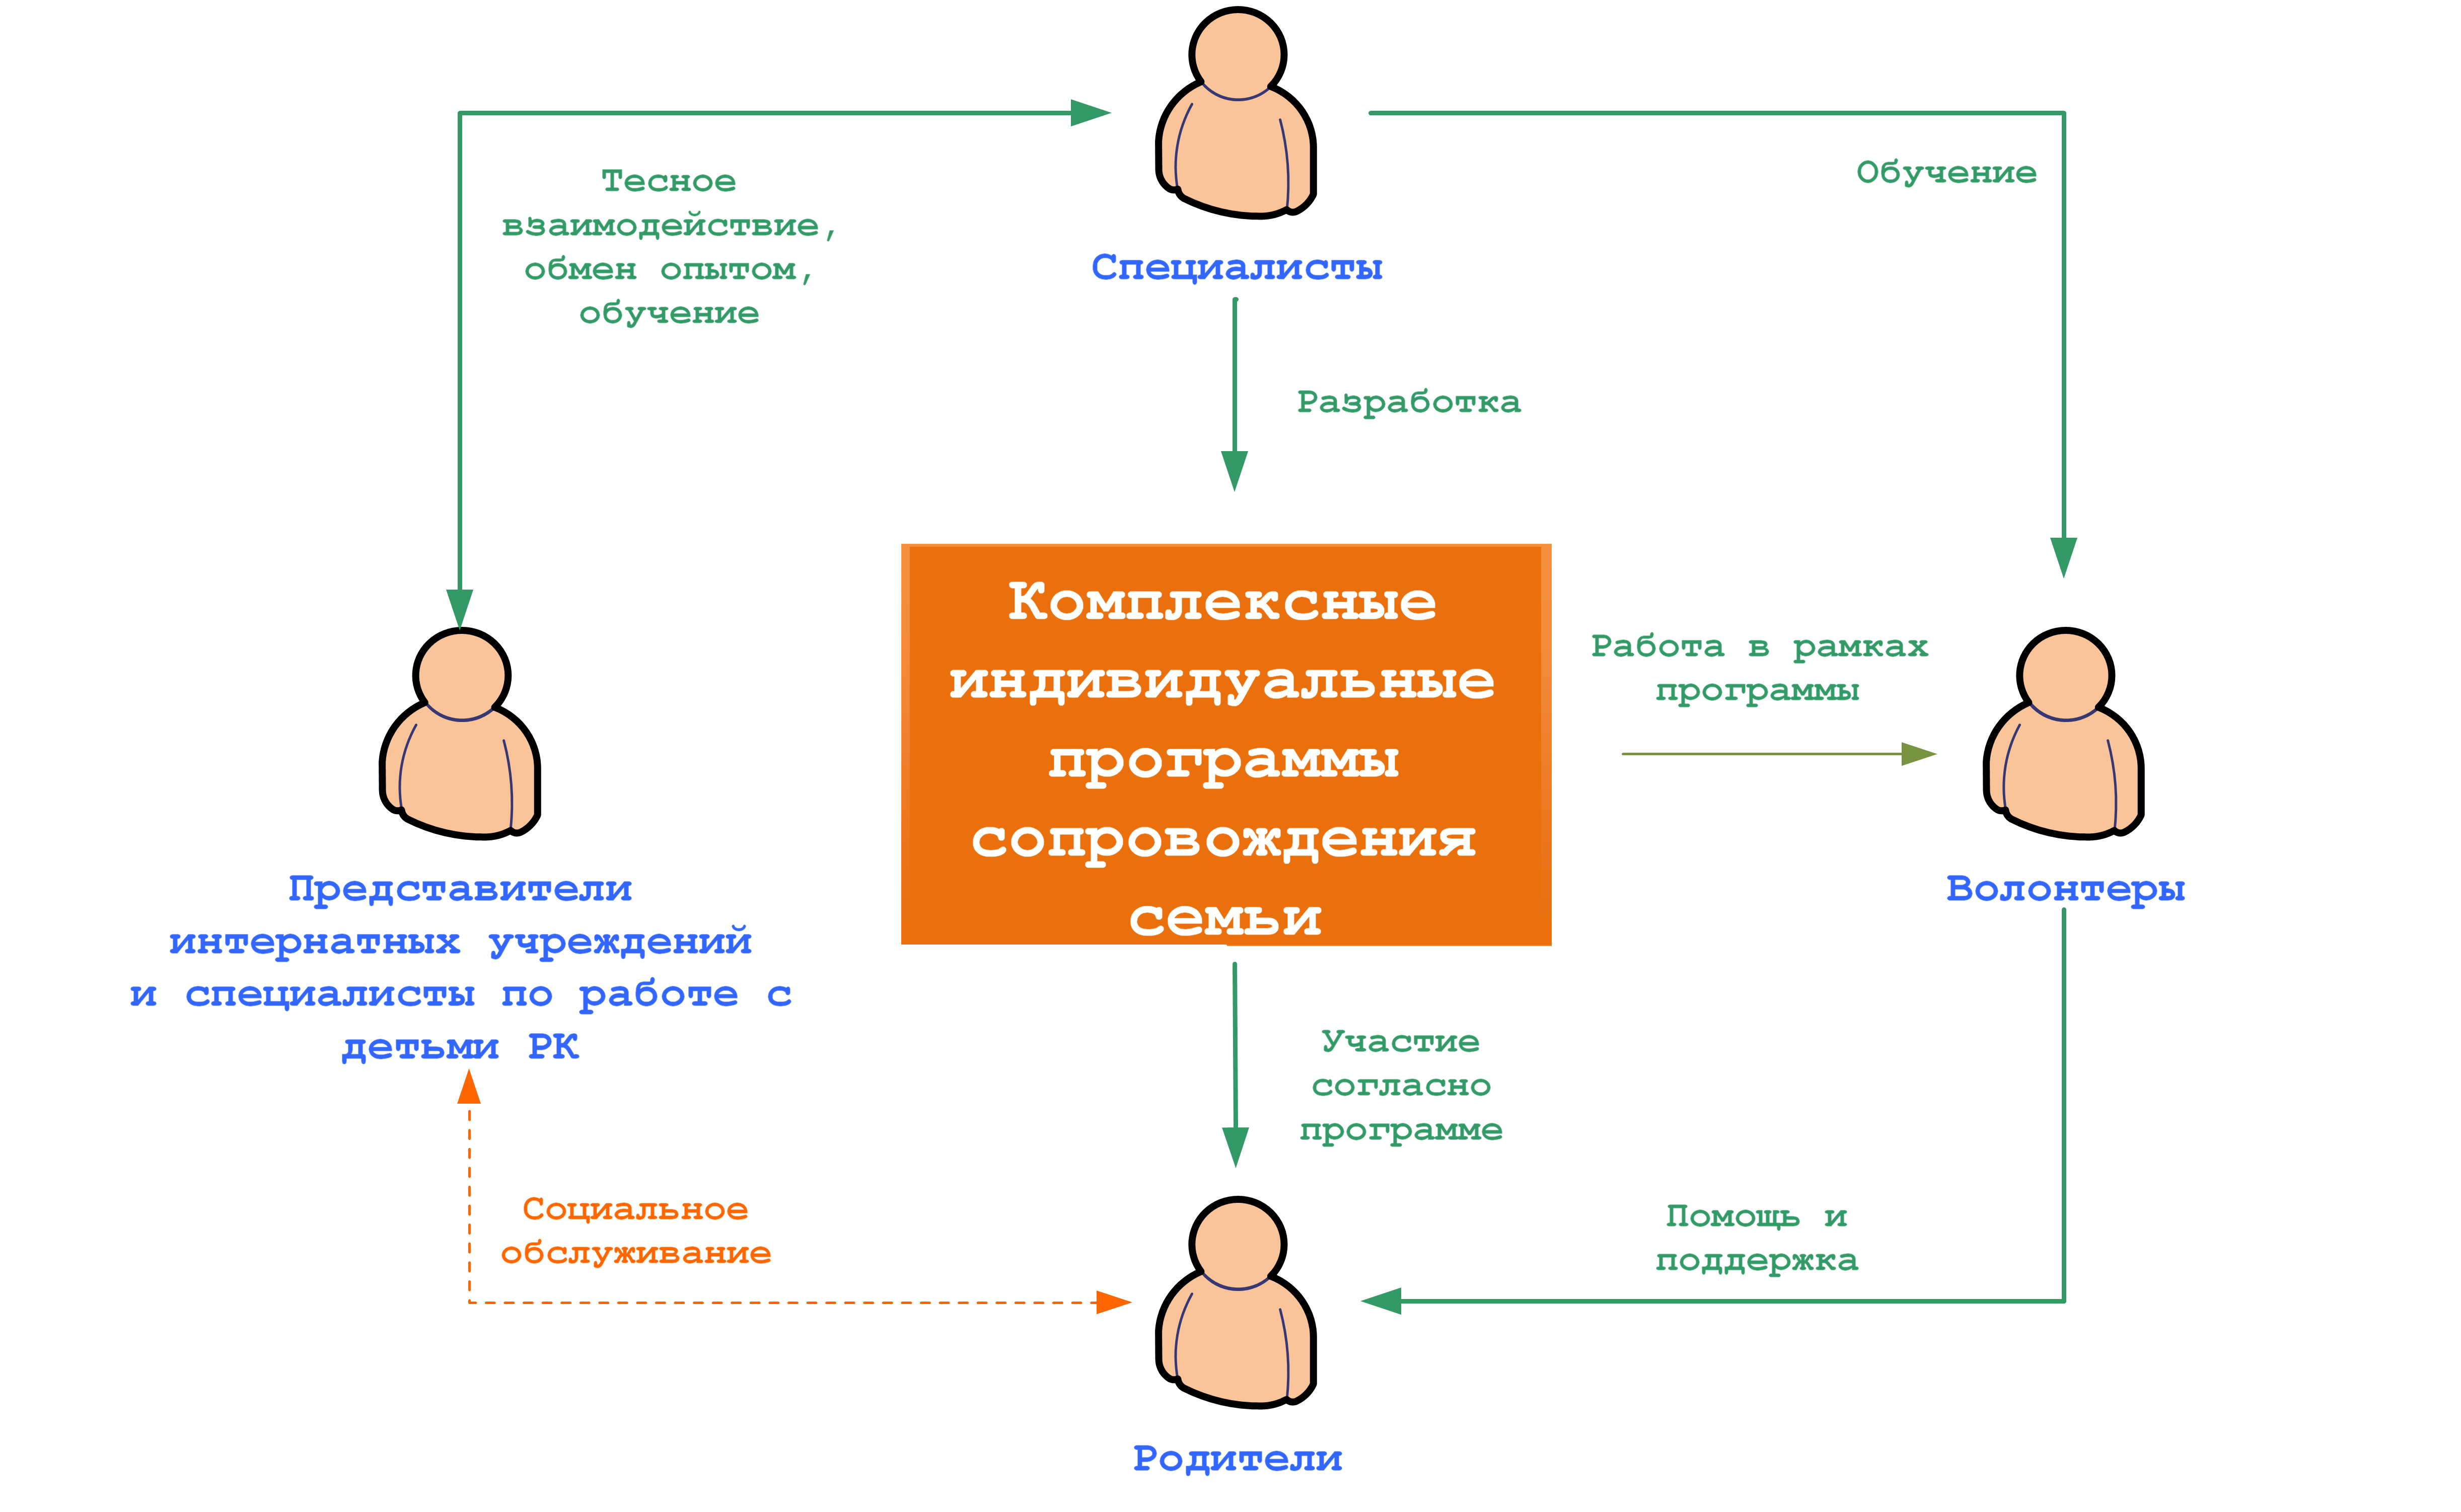 Тесное
взаимодействие,
обмен опытом,
обучение
Обучение
Специалисты
Разработка
Комплексные
индивидуальные
программы
сопровождения
семьи
Работа в рамках
программы
Представители
интернатных учреждений
и специалисты по работе с
детьми РК
Волонтеры
Участие
согласно
программе
Социальное
обслуживание
Помощь и
поддержка
Родители